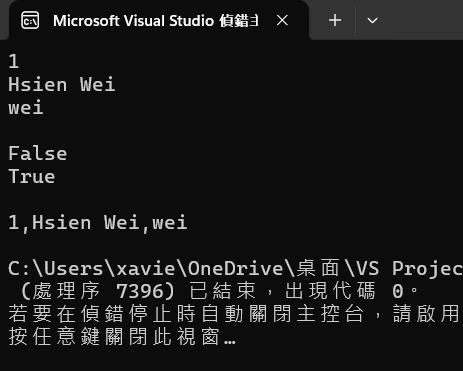 Microsoft Visual Studio 偵錯主
1
Hsien Wei
wei
False
True
1,Hsien Wei,wei
C:\Users\xavie\OneDrive\桌面\VS Projec
(處理序 7396) 已結束，出現代碼 0。
若要在偵錯停止時自動關閉主控台，請啟用
按任意鍵關閉此視窗…